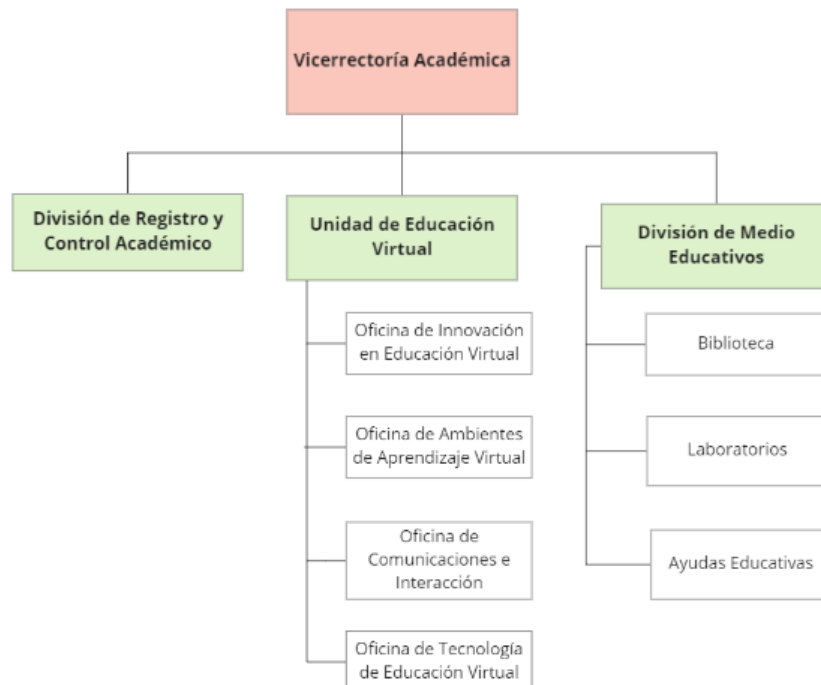 Vicerrectoría Académica
División de Registro y
Control Académico
Unidad de Educación
Virtual
División de Medio
Educativos
Oficina de Innovación
en Educación Virtual
Oficina de Ambientes
de Aprendizaje Virtual
Oficina de
Comunicaciones e
Interacción
Oficina de Tecnología
de Educación Virtual
Biblioteca
Laboratorios
Ayudas Educativas